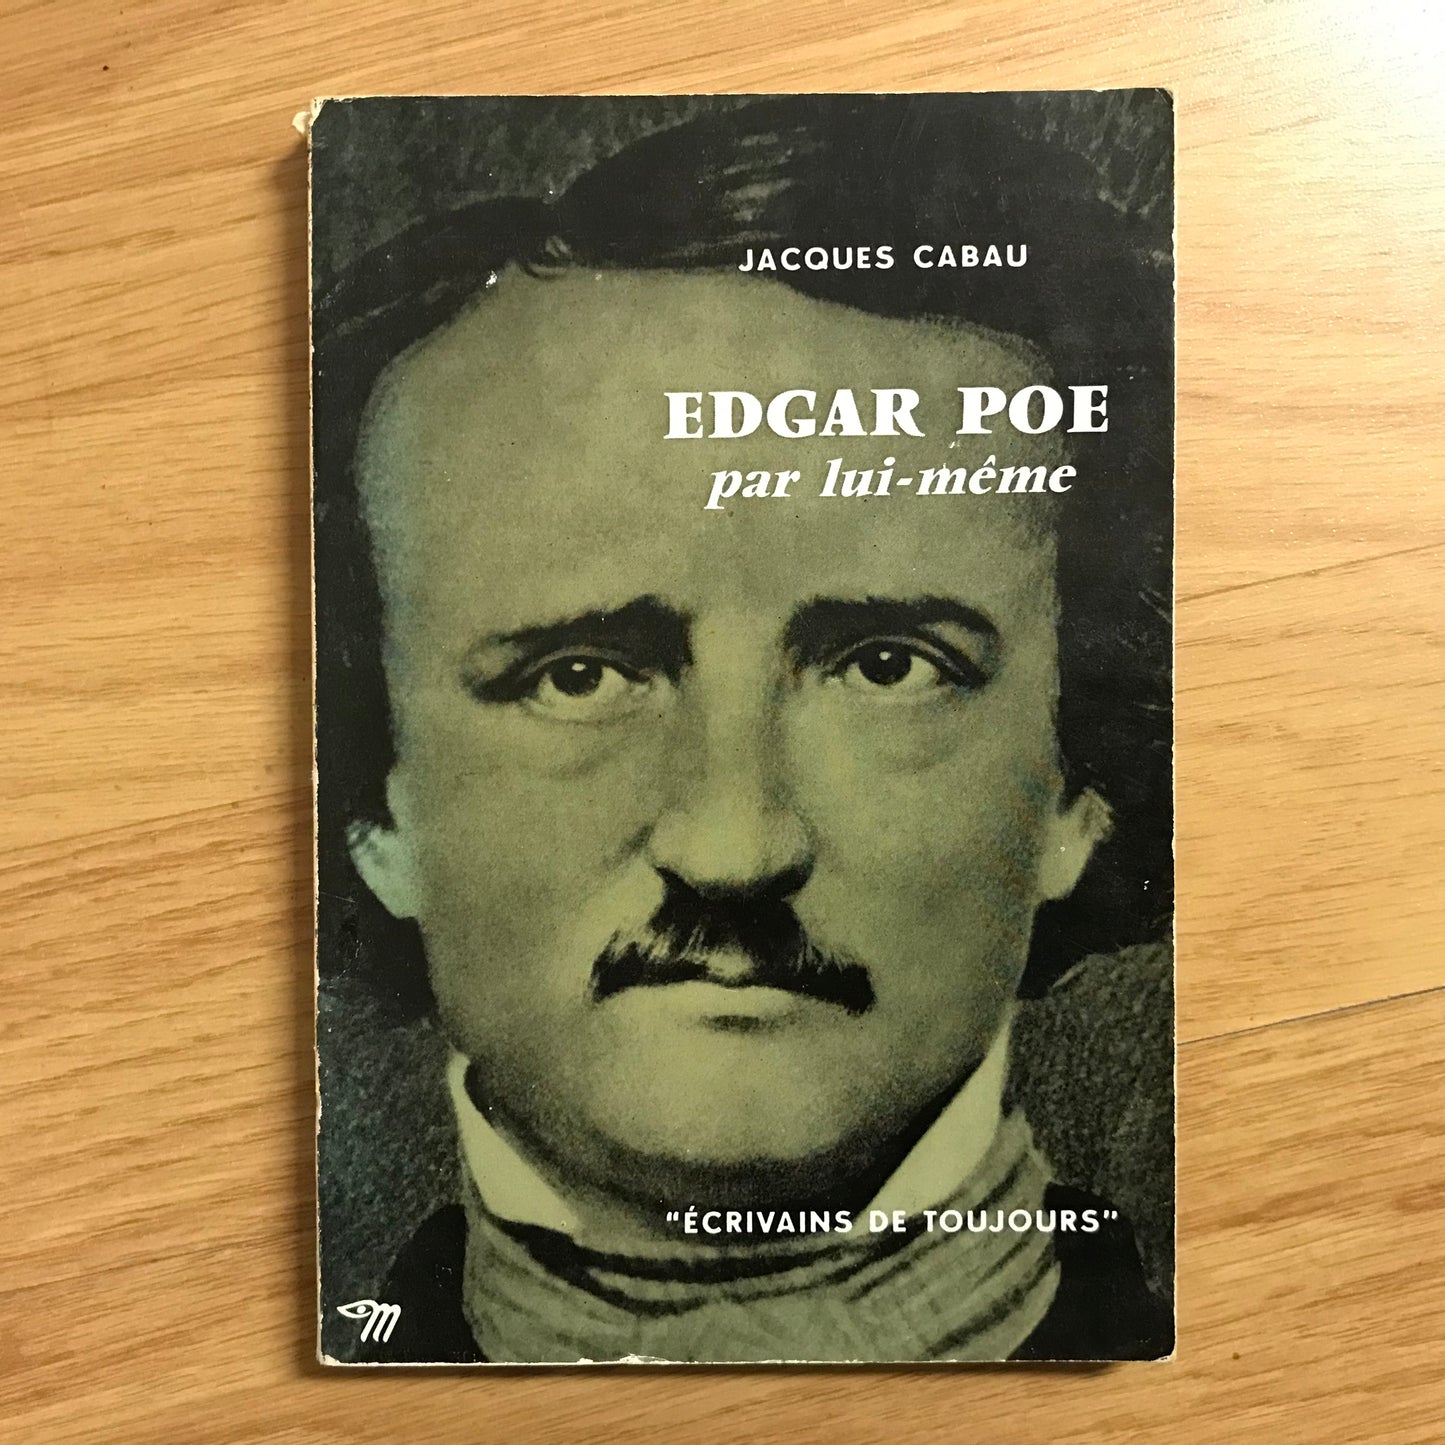 JACQUES CABAU
EDGAR POE
par lui-même
"ÉCRIVAINS DE TOUJOURS"
M